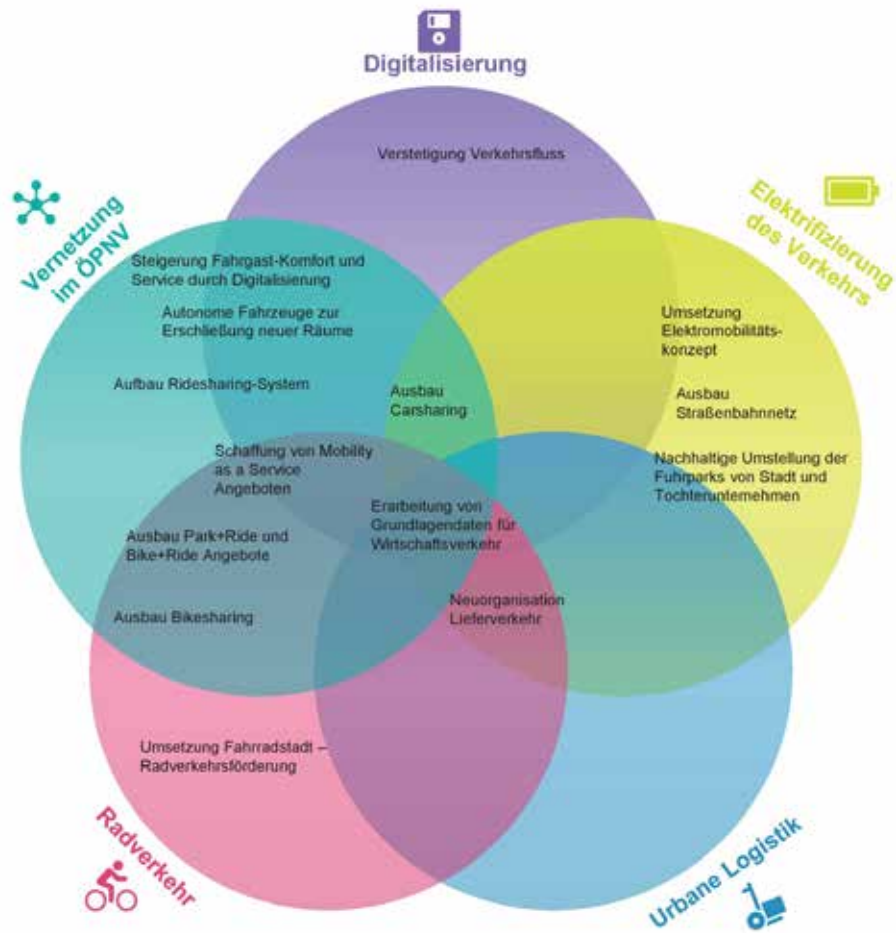 Digitalisierung
Verstetigung Verkehrsfluss
Vernetzung
im ÖPNV
Elektrifizierung
des Verkehrs
Steigerung Fahrgast-Komfort und
Service durch Digitalisierung
Autonome Fahrzeuge zur
Erschließung neuer Räume
Aufbau Ridesharing-System
Ausbau
Carsharing
Umsetzung
Elektromobilitäts-
konzept
Ausbau
Straßenbahnnetz
Nachhaltige Umstellung der
Fuhrparks von Stadt und
Tochterunternehmen
Schaffung von Mobility
as a Service
Angeboten
Erarbeitung von
Grundlagendaten für
Wirtschaftsverkehr
Ausbau Park+Ride und
Bike+Ride Angebote
Ausbau Bikesharing
Neuorganisation
Lieferverkehr
Umsetzung Fahrradstadt –
Radverkehrsförderung
Radverkehr
Urbane Logistik